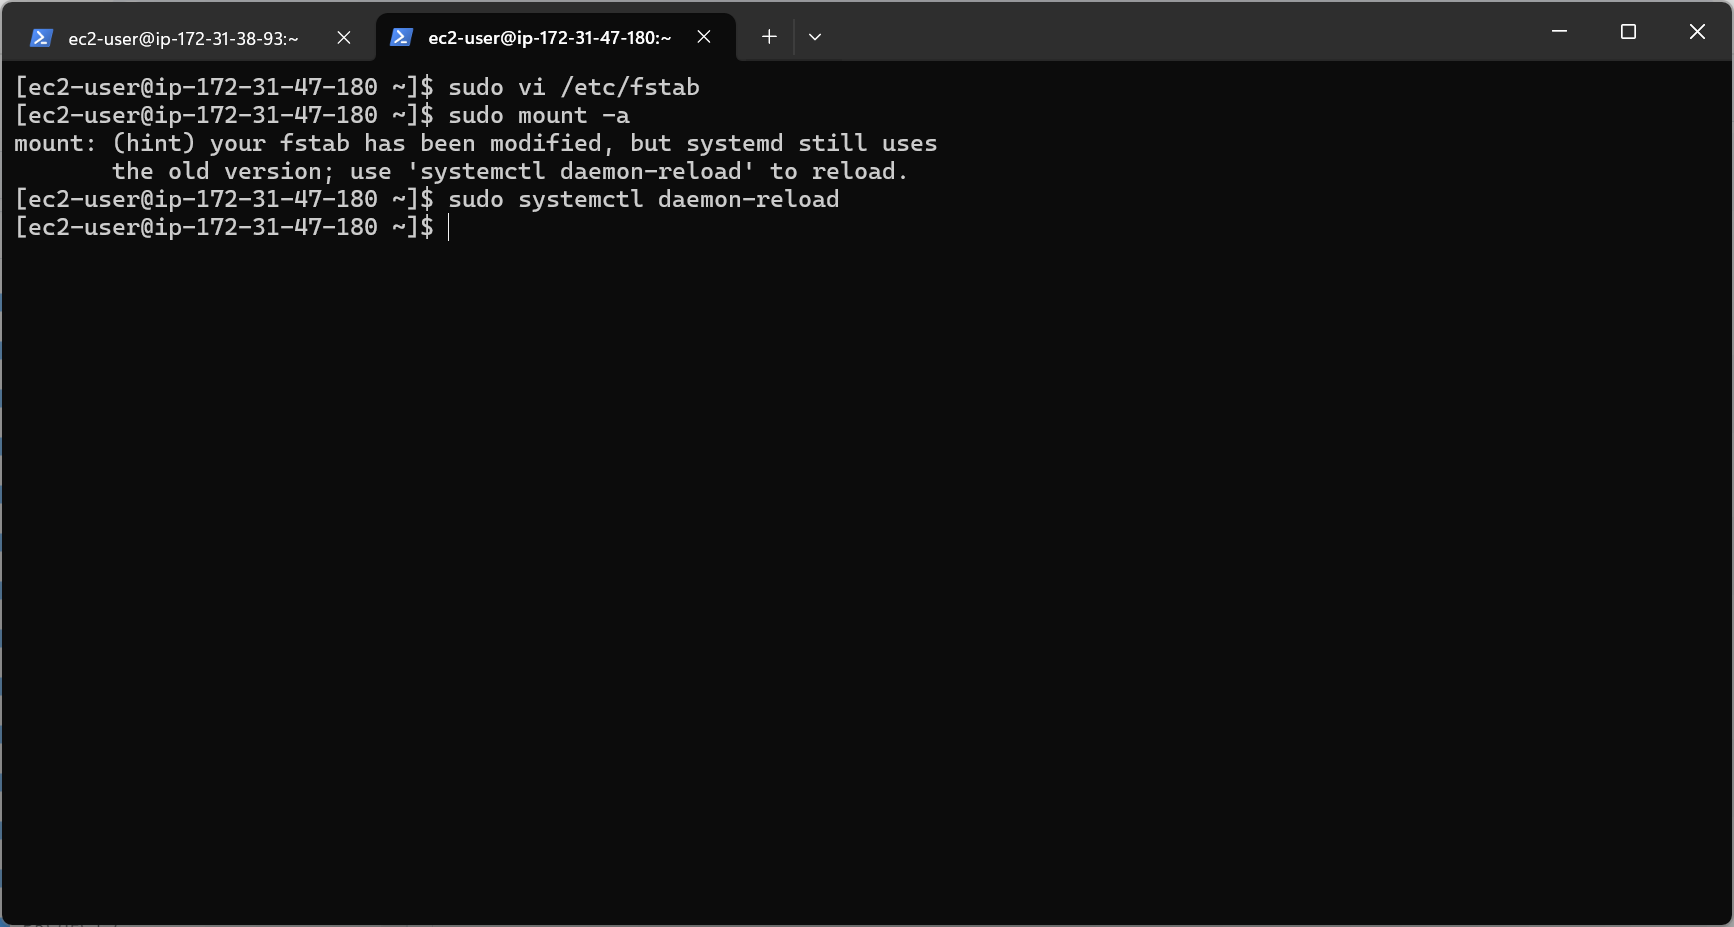 ec2-user@ip-172-31-38-93:~
ec2-user@ip-172-31-47-180:~
[ec2-user@ip-172-31-47-180 ~]$ sudo vi /etc/fstab
[ec2-user@ip-172-31-47-180 ~]$ sudo mount -a
mount: (hint) your fstab has been modified, but systemd still uses
       the old version; use 'systemctl daemon-reload' to reload.
[ec2-user@ip-172-31-47-180 ~]$ sudo systemctl daemon-reload
[ec2-user@ip-172-31-47-180 ~]$